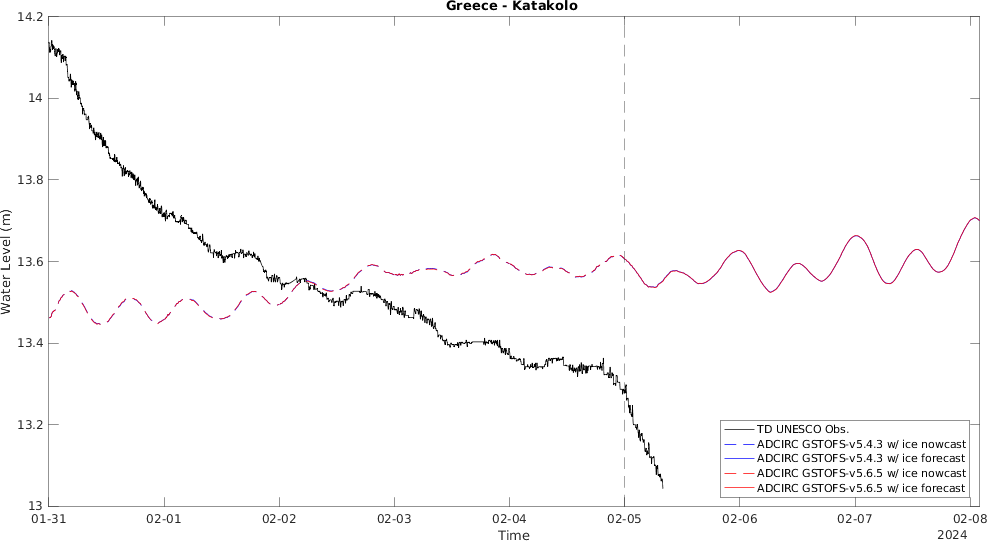 Greece - Katakolo
14.2
14
13.8
13.6
13.4
13.2
13
Water Level (m)
01-31
02-01
02-02
02-03
02-04
02-05
02-06
02-07
02-08
Time
2024
TD UNESCO Obs.
ADCIRC GSTOFS-v5.4.3 w/ ice nowcast
ADCIRC GSTOFS-v5.4.3 w/ ice forecast
ADCIRC GSTOFS-v5.6.5 w/ ice nowcast
ADCIRC GSTOFS-v5.6.5 w/ ice forecast